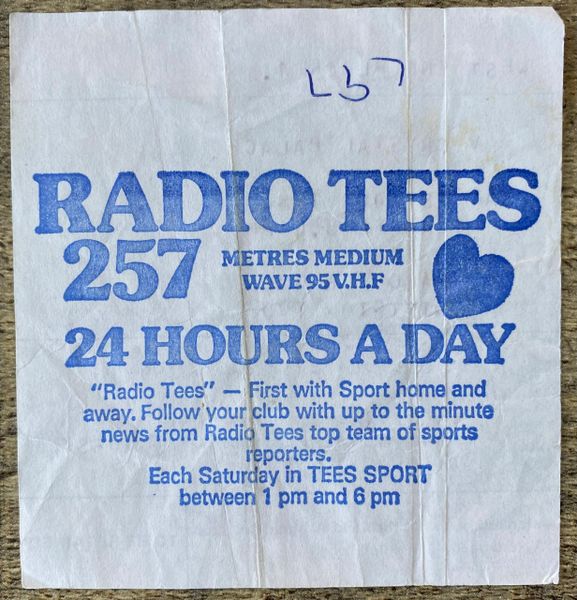 RADIO TEES
257 METRES MEDIUM
WAVE 95 V.H.F
24 HOURS A DAY
"Radio Tees" — First with Sport home and
away. Follow your club with up to the minute
news from Radio Tees top team of sports
reporters.
Each Saturday in TEES SPORT
between 1 pm and 6 pm